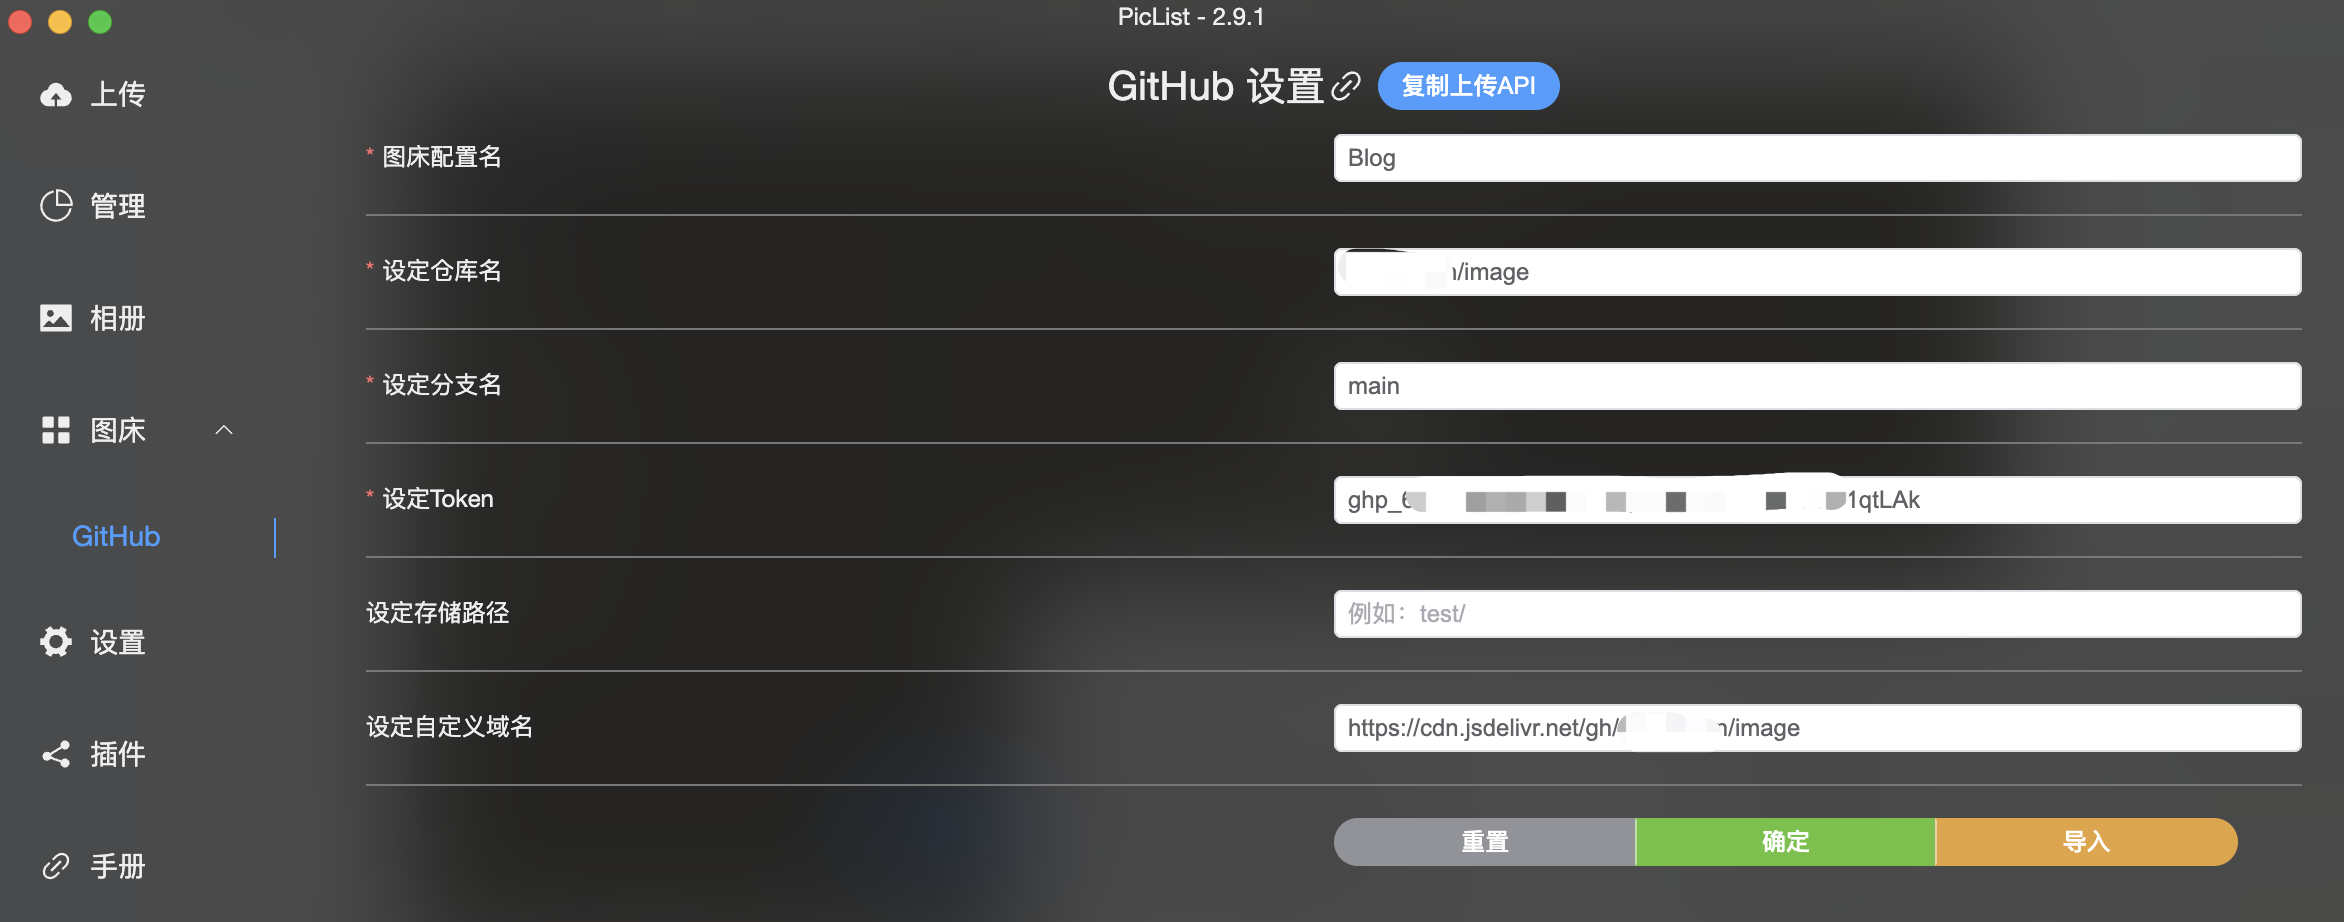 PicList - 2.9.1
GitHub 设置 复制上传API
上传
管理
相册
图床
GitHub
设置
插件
手册
* 图床配置名
Blog
* 设定仓库名
/image
* 设定分支名
main
* 设定Token
ghp_6 1qtLAk
设定存储路径
例如：test/
设定自定义域名
https://cdn.jsdelivr.net/gh/ n/image
重置 确定 导入